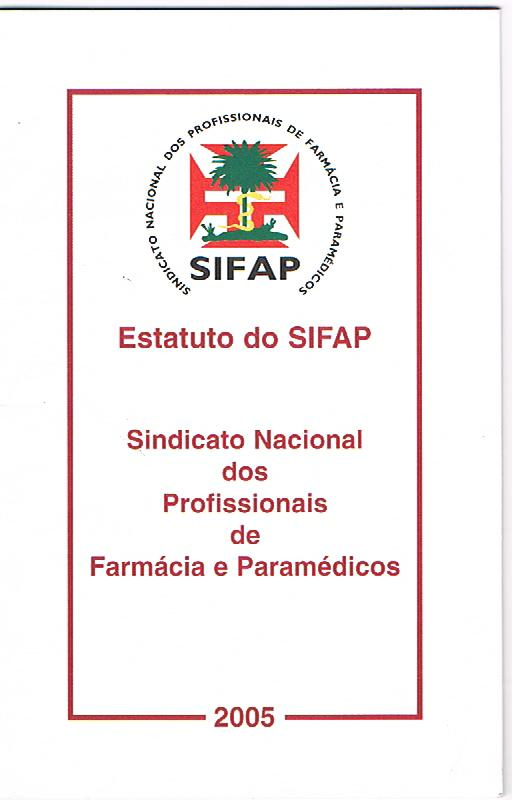 SINDICATO NACIONAL DOS PROFISSIONAIS DE FARMÁCIA E PARAMÉDICOS
SIFAP
Estatuto do SIFAP
Sindicato Nacional
dos
Profissionais
de
Farmácia e Paramédicos
2005